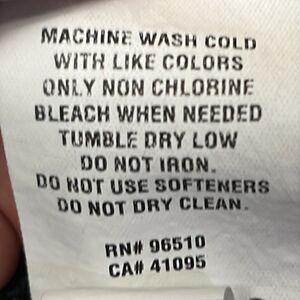 MACHINE WASH COLD
WITH LIKE COLORS
ONLY NON CHLORINE
BLEACH WHEN NEEDED
TUMBLE DRY LOW
DO NOT IRON.
DO NOT USE SOFTENERS
DO NOT DRY CLEAN.
RN# 96510
CA# 41095